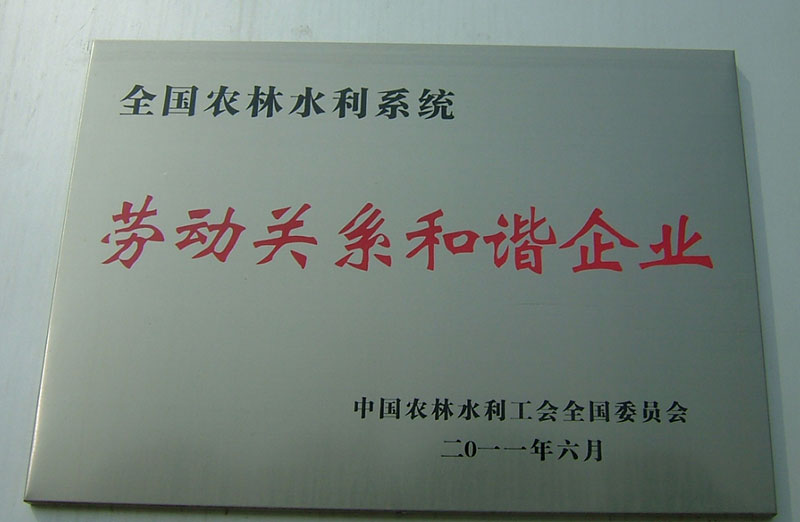 全国农林水利系统
劳动关系和谐企业
中国农林水利工会全国委员会
二0一一年六月